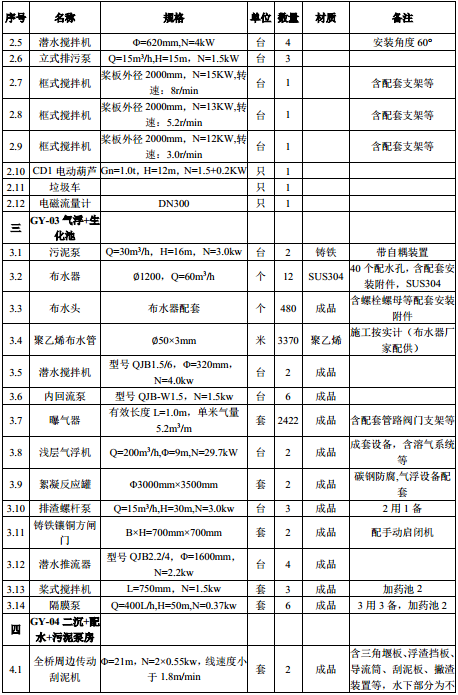 序号 名称 规格 单位 数量 材质 备注
2.5 潜水搅拌机 Φ=620mm,N=4kW 台 4 安装角度 60°
2.6 立式排污泵 Q=15m³/h,H=15m，N=1.5kW 台 3
2.7 框式搅拌机 桨板外径 2000mm，N=15KW,转速：8r/min 台 1 含配套支架等
2.8 框式搅拌机 桨板外径 2000mm，N=13KW,转速：5.2r/min 台 1 含配套支架等
2.9 框式搅拌机 桨板外径 2000mm，N=12KW,转速：3.0r/min 台 1 含配套支架等
2.10 CD1 电动葫芦 Gn=1.0t，H=12m，N=1.5+0.2KW 只 1
2.11 垃圾车 只 1
2.12 电磁流量计 DN300 只 1
三 GY-03 气浮+生化池
3.1 污泥泵 Q=30m³/h，H=16m，N=3.0kw 台 2 铸铁 带自耦装置
3.2 布水器 Ø1200，Q=60m³/h 个 12 SUS304 40 个配水孔，含配套安装附件，SUS304
3.3 布水头 布水器配套 个 480 成品 含螺栓螺母等配套安装附件
3.4 聚乙烯布水管 Ø50×3mm 米 3370 聚乙烯 施工按实计（布水器厂家配供）
3.5 潜水搅拌机 型号 QJB1.5/6，Φ=320mm，N=4.0kw 台 2 成品
3.6 内回流泵 型号 QJB-W1.5，N=1.5kw 台 6 成品
3.7 曝气器 有效长度 L=1.0m，单米气量5.2m³/m 套 2422 成品 含配套管路阀门支架等
3.8 浅层气浮机 Q=200m³/h,Φ=9m,N=29.7kW 台 2 成品 成套设备，含溶气系统等
3.9 絮凝反应罐 Φ3000mm×3500mm 套 2 成品 碳钢防腐,气浮设备配套
3.10 排渣螺杆泵 Q=15m³/h,H=30m,N=3.0kw 台 3 成品 2 用 1 备
3.11 铸铁镶铜方闸门 B×H=700mm×700mm 套 2 成品 配手动启闭机
3.12 潜水推流器 型号 QJB2.2/4，Φ=1600mm，N=2.2kw 台 4 成品
3.13 桨式搅拌机 L=750mm，N=1.5kw 套 3 成品 加药池 2
3.14 隔膜泵 Q=400L/h,H=50m,N=0.37kw 套 6 成品 3 用 3 备，加药池 2
四 GY-04 二沉+配水+污泥泵房
4.1 全桥周边传动刮泥机 Φ=21m，N=2×0.55kw，线速度小于 1.8m/min 套 2 成品 含三角堰板、浮渣挡板、导流筒、刮泥板、撇渣装置等，水下部分为不